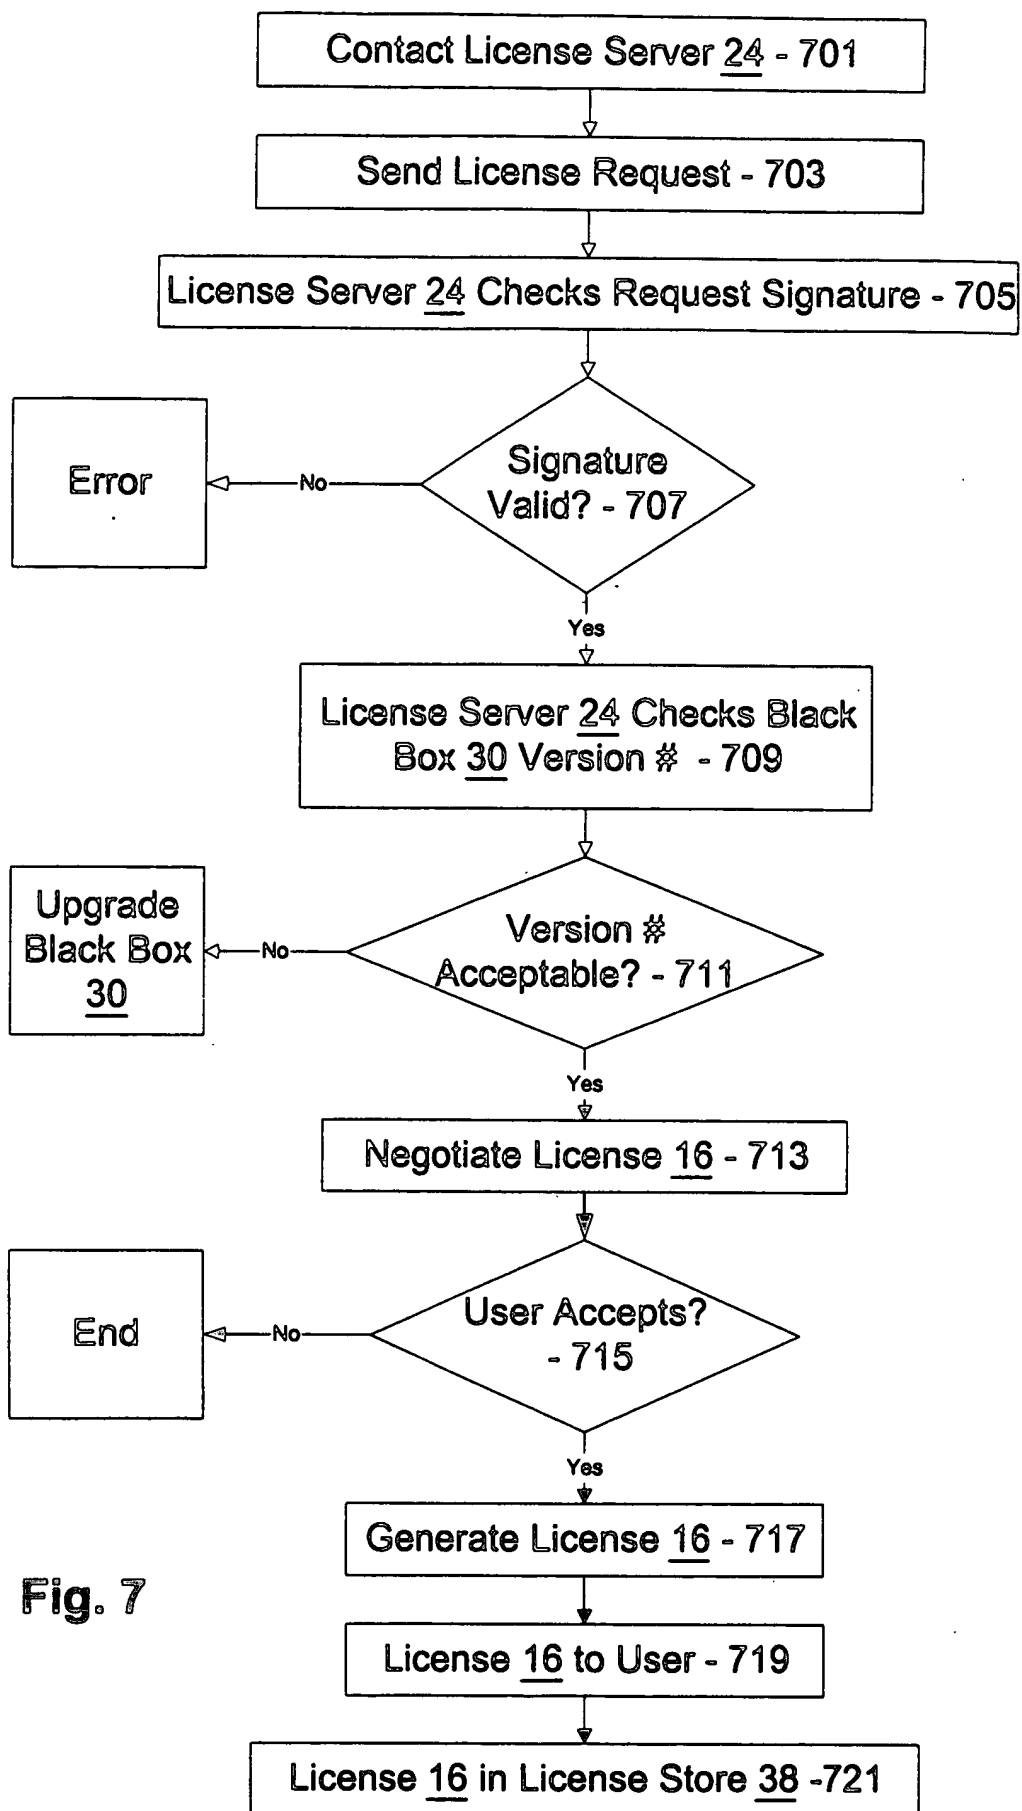 Contact License Server 24 - 701
Send License Request - 703
License Server 24 Checks Request Signature - 705
Signature
Valid? - 707
No
Error
Yes
License Server 24 Checks Black
Box 30 Version # - 709
Version #
Acceptable? - 711
No
Upgrade
Black Box
30
Yes
Negotiate License 16 - 713
User Accepts?
- 715
No
End
Yes
Generate License 16 - 717
Fig. 7
License 16 to User - 719
License 16 in License Store 38 -721